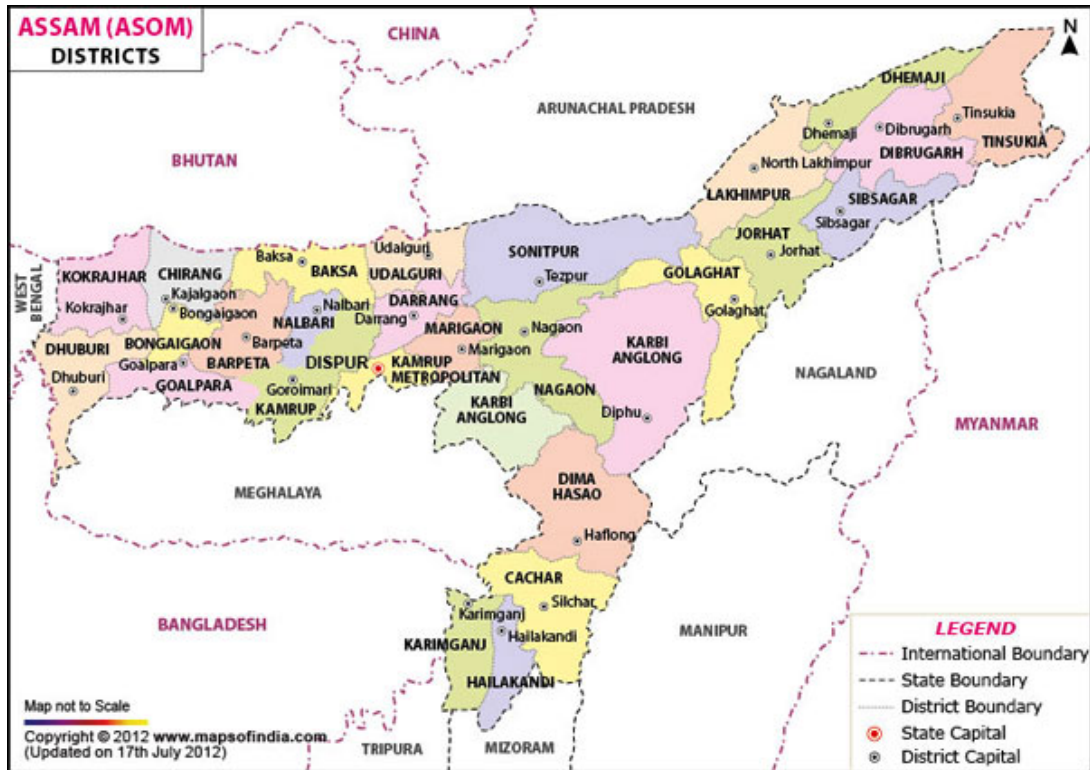 ASSAM (ASOM)
DISTRICTS
CHINA
N
ARUNACHAL PRADESH
BHUTAN
DHEMAJI
Dhemaji
Dibrugarh
DIBRUGARH
Tinsukia
TINSUKIA
North Lakhimpur
LAKHIMPUR
SIBSAGAR
Sibsagar
JORHAT
Jorhat
WEST
BENGAL
KOKRAJHAR
Kokrajhar
CHIRANG
Kajalgaon
Bongaigaon
BONGAIGAON
Baksa
BAKSA
Udalguri
UDALGURI
SONITPUR
Tezpur
GOLAGHAT
Golaghat
DARRANG
Darrang
Nalbari
NALBARI
Barpeta
BARPETA
DHUBURI
Dhuburi
Goalpara
GOALPARA
DISPUR
Goroimari
KAMRUP
MARIGAON
Marigaon
KAMRUP
METROPOLITAN
Nagaon
NAGAON
KARBI
ANGLONG
Diphu
KARBI
ANGLONG
NAGALAND
MYANMAR
MEGHALAYA
DIMA
HASAO
Haflong
CACHAR
Silchar
Karimganj
KARIMGANJ
Hailakandi
HAILAKANDI
BANGLADESH
MANIPUR
TRIPURA
MIZORAM
LEGEND
International Boundary
State Boundary
District Boundary
State Capital
District Capital
Map not to Scale
Copyright © 2012 www.mapsofindia.com
(Updated on 17th July 2012)